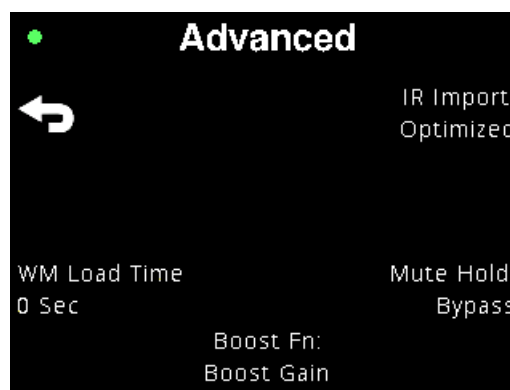 Advanced
IR Import
Optimized
WM Load Time
0 Sec
Mute Hold
Bypass
Boost Fn:
Boost Gain